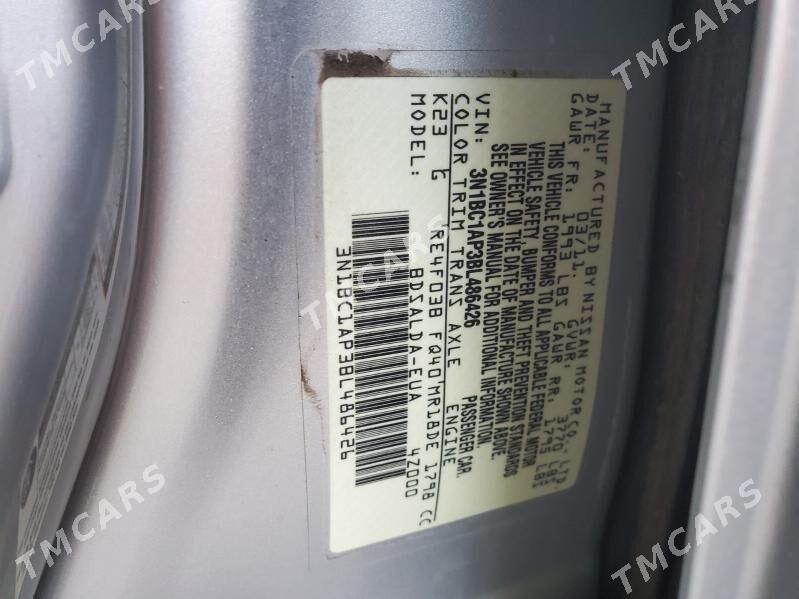 MANUFACTURED BY NISSAN MOTOR CO., LTD.
DATE: 03/11. GVWR: 3770 LBS
GAWR FR: 1993 LBS GAWR RR: 1795 LBS
THIS VEHICLE CONFORMS TO ALL APPLICABLE FEDERAL MOTOR
VEHICLE SAFETY, BUMPER AND THEFT PREVENTION STANDARDS
IN EFFECT ON THE DATE OF MANUFACTURE SHOWN ABOVE.
SEE OWNER'S MANUAL FOR ADDITIONAL INFORMATION.
VIN: 3N1BC1AP3BL486426 PASSENGER CAR.
COLOR TRIM TRANS AXLE ENGINE
K23 G RE4F03B FQ40 MR18DE 1798 CC
MODEL: BDSALDA-EUA 4Z000
3N1BC1AP3BL486426
TMCARS
TMCARS
TMCARS
TMCARS
TMCARS